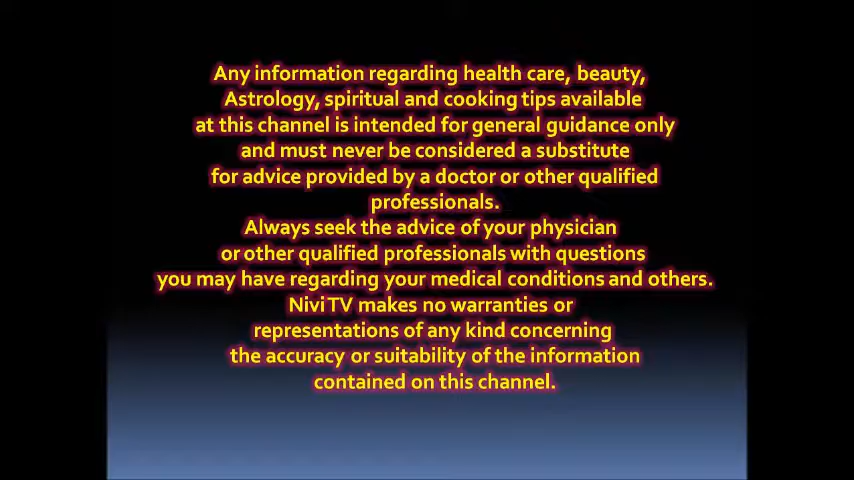 Any information regarding health care, beauty,
Astrology, spiritual and cooking tips available
at this channel is intended for general guidance only
and must never be considered a substitute
for advice provided by a doctor or other qualified
professionals.
Always seek the advice of your physician
or other qualified professionals with questions
you may have regarding your medical conditions and others.
Nivi TV makes no warranties or
representations of any kind concerning
the accuracy or suitability of the information
contained on this channel.